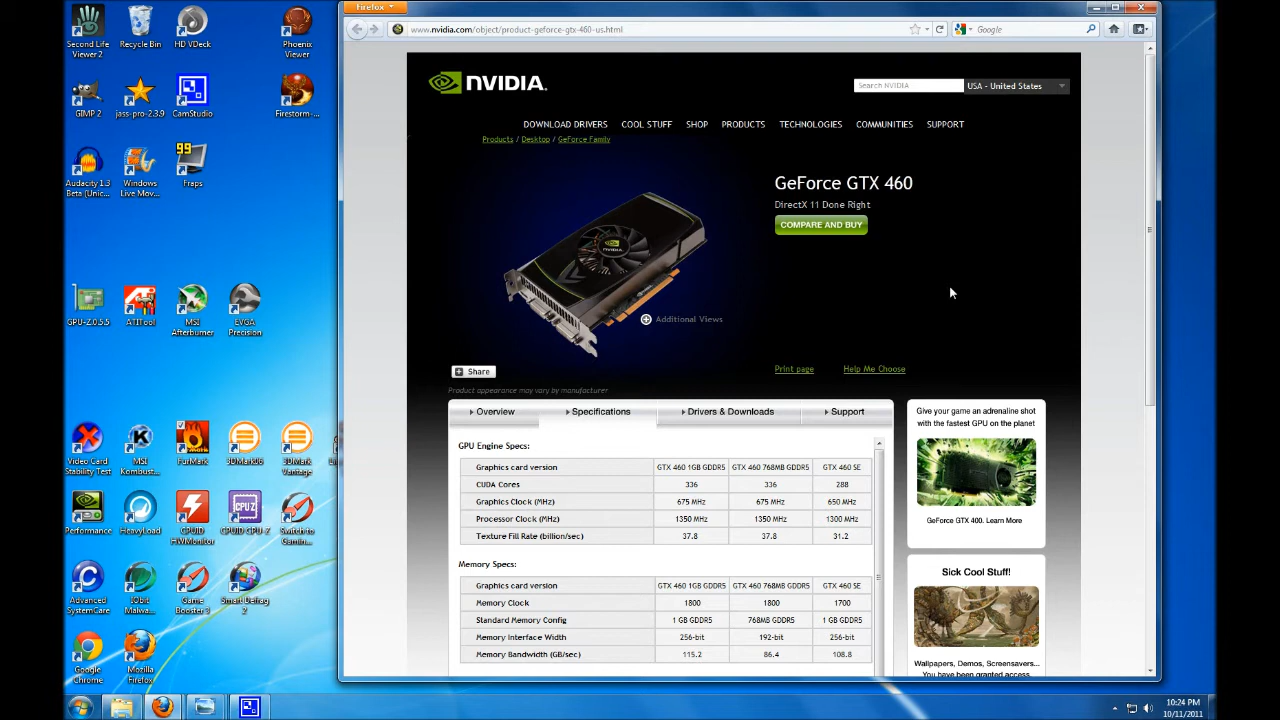 Second Life
Viewer 2
Recycle Bin
HD VDeck
Phoenix
Viewer
GIMP 2
jass-pro-2.3.9
CamStudio
Firestorm-...
Audacity 1.3
Beta (Unic...
Windows
Live Mov...
99
Fraps
GPU-Z.0.5.5
ATITool
MSI
Afterburner
EVGA
Precision
Video Card
Stability Test
MSI
Kombust...
FurMark
3DMark06
3DMark
Vantage
Performance
HeavyLoad
CPUID
HWMonitor
CPUID CPU-Z
Switch to
Gamin...
Advanced
SystemCare
IObit
Malwa...
Game
Booster 3
Smart Defrag
2
Google
Chrome
Mozilla
Firefox
Firefox
www.nvidia.com/object/product-geforce-gtx-460-us.html
Google
NVIDIA.
Search NVIDIA
USA - United States
DOWNLOAD DRIVERS COOL STUFF SHOP PRODUCTS TECHNOLOGIES COMMUNITIES SUPPORT
Products / Desktop / GeForce Family
GeForce GTX 460
DirectX 11 Done Right
COMPARE AND BUY
Additional Views
Share
Print page
Help Me Choose
Product appearance may vary by manufacturer
Overview Specifications Drivers & Downloads Support
GPU Engine Specs:
Graphics card version GTX 460 1GB GDDR5 GTX 460 768MB GDDR5 GTX 460 SE
CUDA Cores 336 336 288
Graphics Clock (MHz) 675 MHz 675 MHz 650 MHz
Processor Clock (MHz) 1350 MHz 1350 MHz 1300 MHz
Texture Fill Rate (billion/sec) 37.8 37.8 31.2
Memory Specs:
Graphics card version GTX 460 1GB GDDR5 GTX 460 768MB GDDR5 GTX 460 SE
Memory Clock 1800 1800 1700
Standard Memory Config 1 GB GDDR5 768MB GDDR5 1 GB GDDR5
Memory Interface Width 256-bit 192-bit 256-bit
Memory Bandwidth (GB/sec) 115.2 86.4 108.8
Give your game an adrenaline shot
with the fastest GPU on the planet
GeForce GTX 400. Learn More
Sick Cool Stuff!
Wallpapers, Demos, Screensavers...
You have been granted access.
10:24 PM
10/11/2011